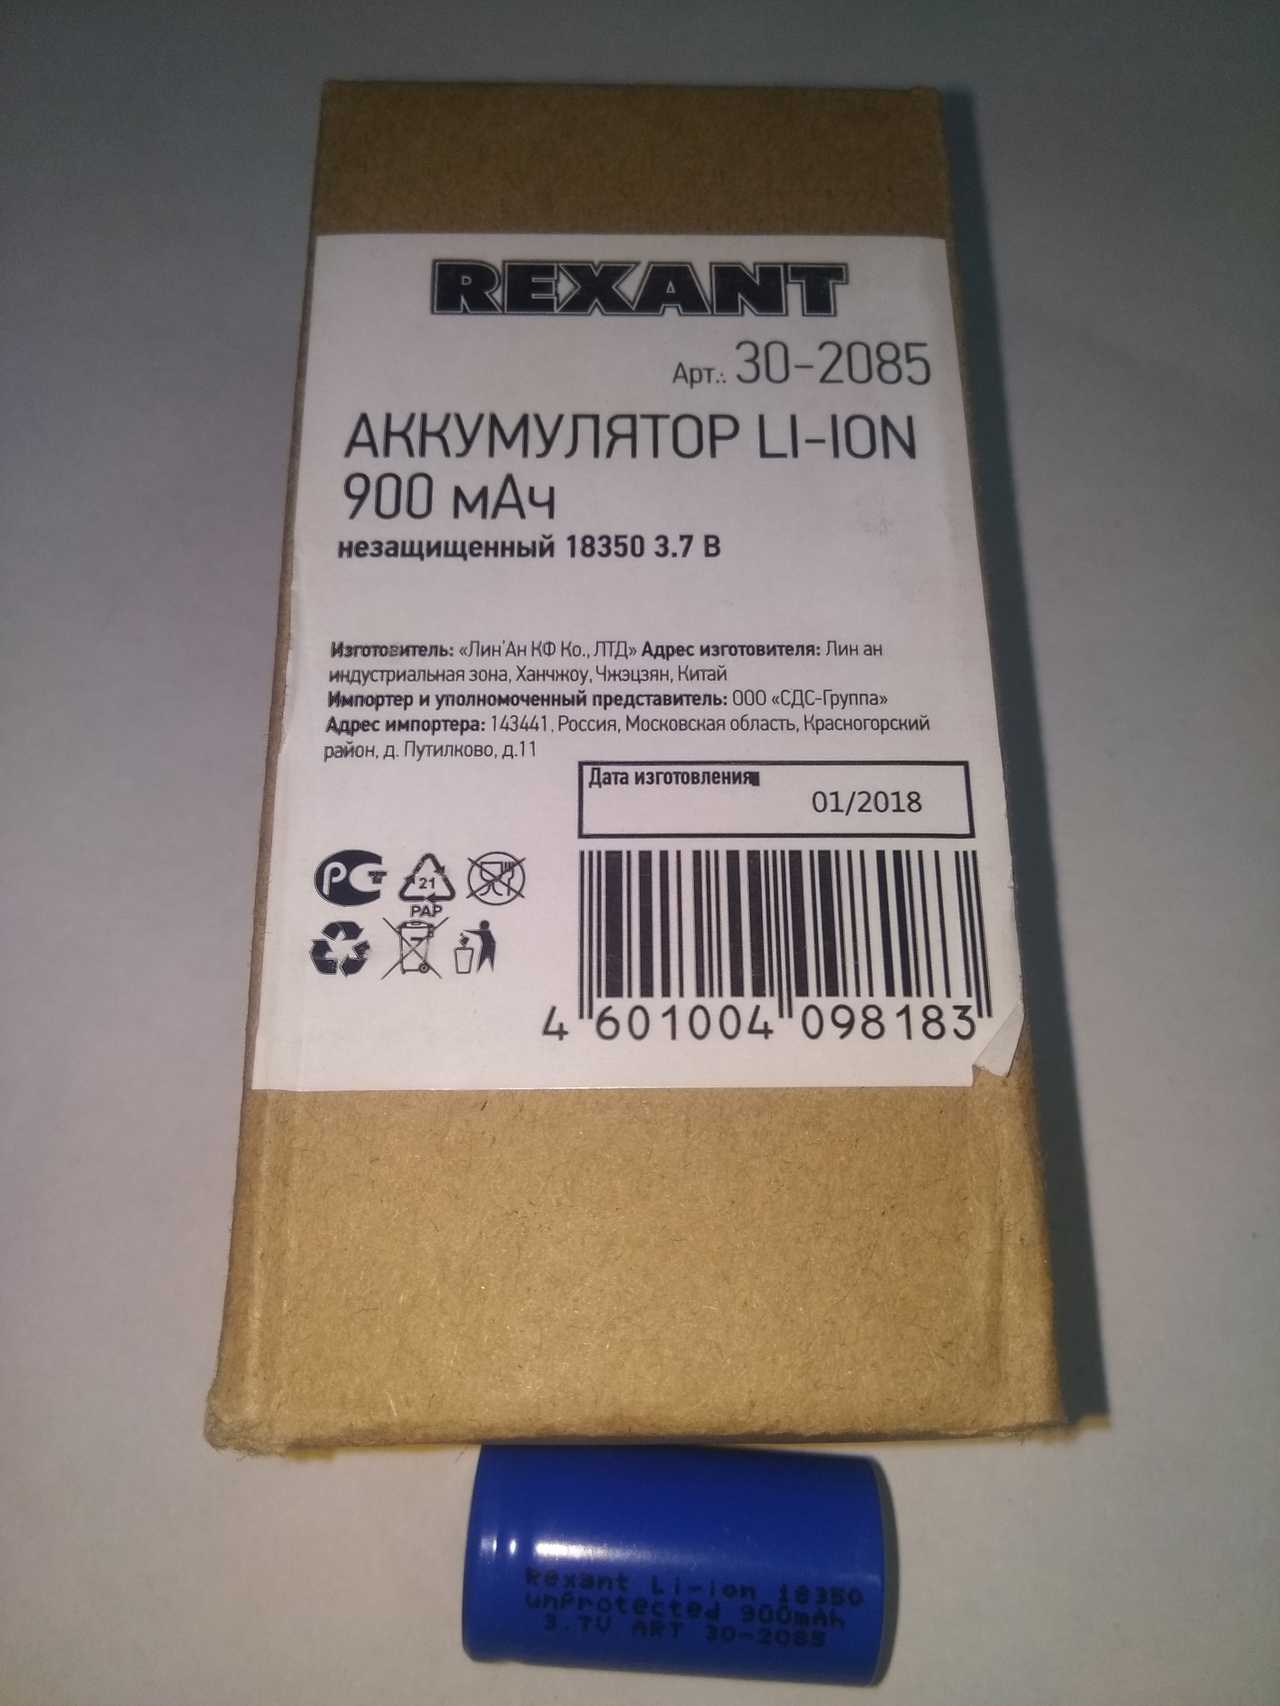 REXANT
Арт.: 30-2085
АККУМУЛЯТОР LI-ION
900 мАч
незащищенный 18350 3.7 В
Изготовитель: «Лин'Ан КФ Ко., ЛТД» Адрес изготовителя: Лин ан
индустриальная зона, Ханчжоу, Чжэцзян, Китай
Импортер и уполномоченный представитель: ООО «СДС-Группа»
Адрес импортера: 143441, Россия, Московская область, Красногорский
район, д. Путилково, д.11
Дата изготовления
01/2018
РСТ
21
PAP
4 601004 098183
Rexant Li-ion 18350
unProtected 900mAh
3.7V ART 30-2085